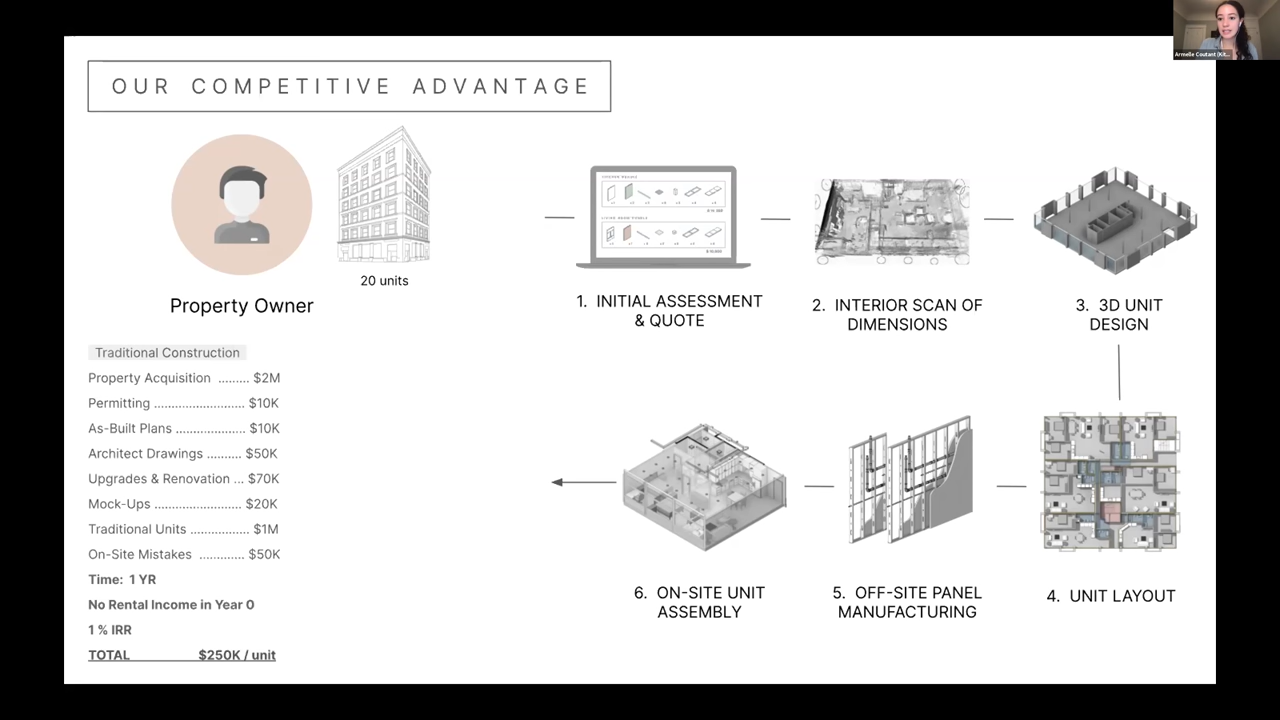 OUR COMPETITIVE ADVANTAGE
Armelle Coutant (Kit...
20 units
Property Owner
Traditional Construction
Property Acquisition ......... $2M
Permitting .......................... $10K
As-Built Plans .................... $10K
Architect Drawings .......... $50K
Upgrades & Renovation ... $70K
Mock-Ups ......................... $20K
Traditional Units ................. $1M
On-Site Mistakes ............. $50K
Time: 1 YR
No Rental Income in Year 0
1 % IRR
TOTAL $250K / unit
1. INITIAL ASSESSMENT
& QUOTE
2. INTERIOR SCAN OF
DIMENSIONS
3. 3D UNIT
DESIGN
4. UNIT LAYOUT
5. OFF-SITE PANEL
MANUFACTURING
6. ON-SITE UNIT
ASSEMBLY